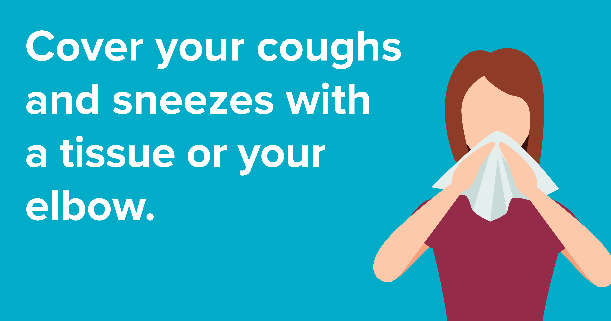 Cover your coughs
and sneezes with
a tissue or your
elbow.